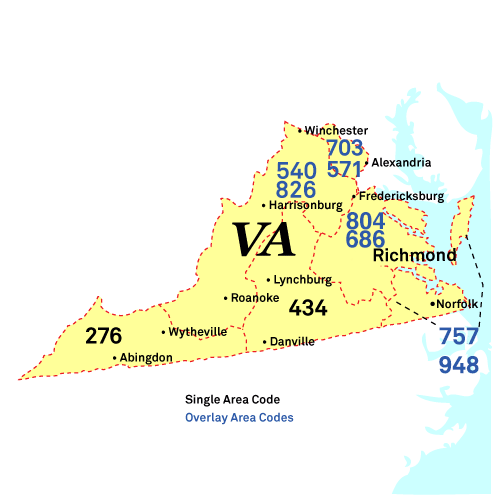 Winchester
703
571
Alexandria
540
826
Fredericksburg
Harrisonburg
804
686
VA
Richmond
Lynchburg
Roanoke
434
Norfolk
276
Wytheville
Danville
757
948
Abingdon
Single Area Code
Overlay Area Codes